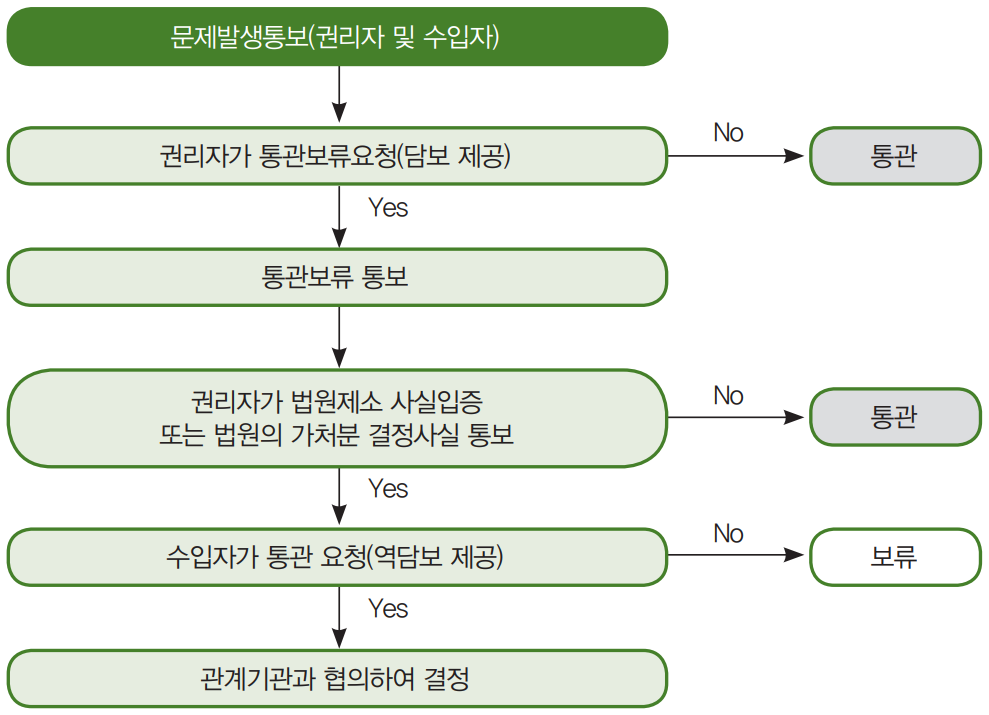 문제발생통보(권리자 및 수입자)
권리자가 통관보류요청(담보 제공)
No
통관
Yes
통관보류 통보
권리자가 법원제소 사실입증
또는 법원의 가처분 결정사실 통보
No
통관
Yes
수입자가 통관 요청(역담보 제공)
No
보류
Yes
관계기관과 협의하여 결정